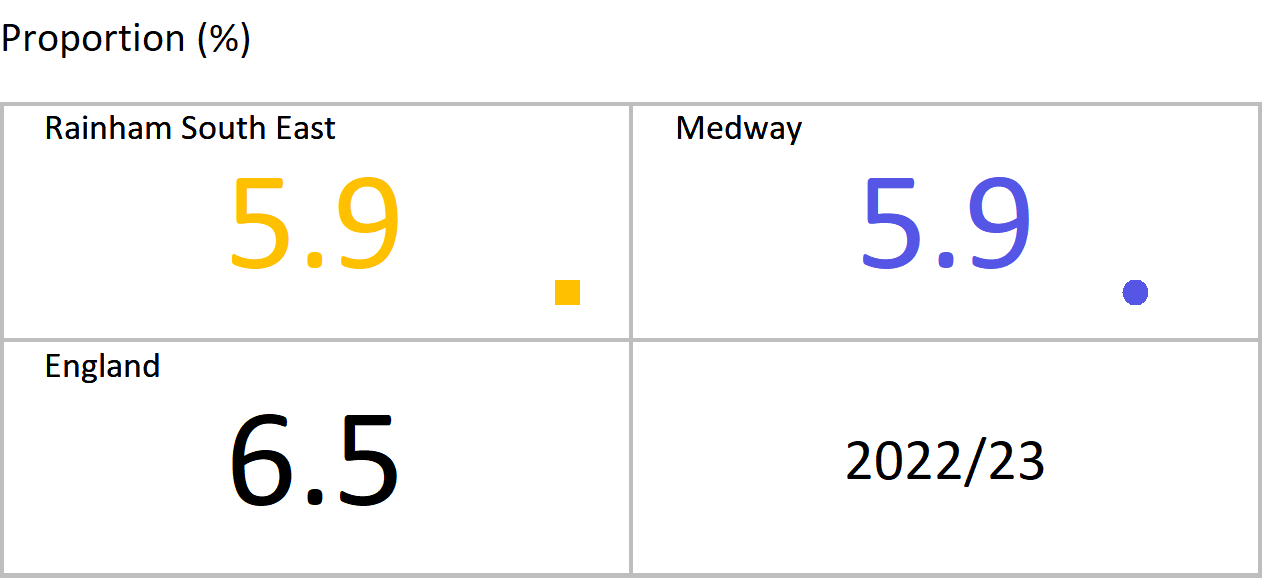 Proportion (%)
Rainham South East
5.9
Medway
5.9
England
6.5
2022/23